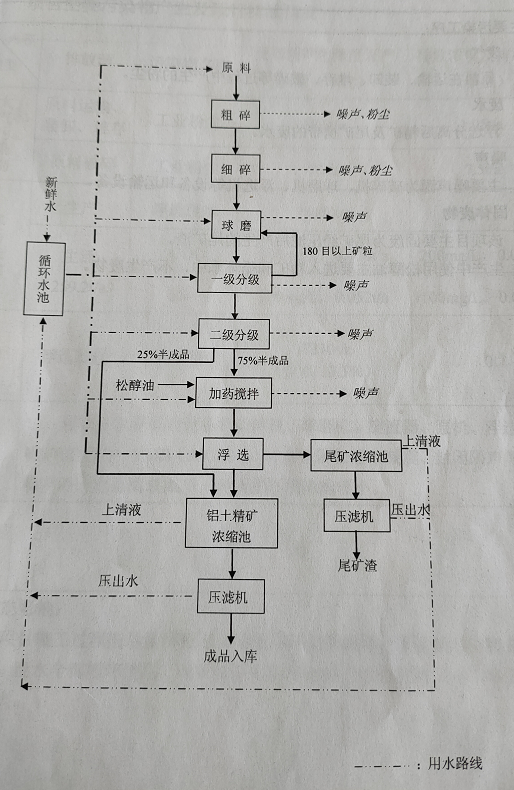 原料
粗碎
噪声、粉尘
细碎
噪声、粉尘
新鲜水
球磨
噪声
180 目以上矿粒
循环水池
一级分级
噪声
二级分级
噪声
25%半成品
75%半成品
松醇油
加药搅拌
噪声
浮选
尾矿浓缩池
上清液
上清液
铝土精矿
浓缩池
压滤机
压出水
尾矿渣
压出水
压滤机
成品入库
：用水路线